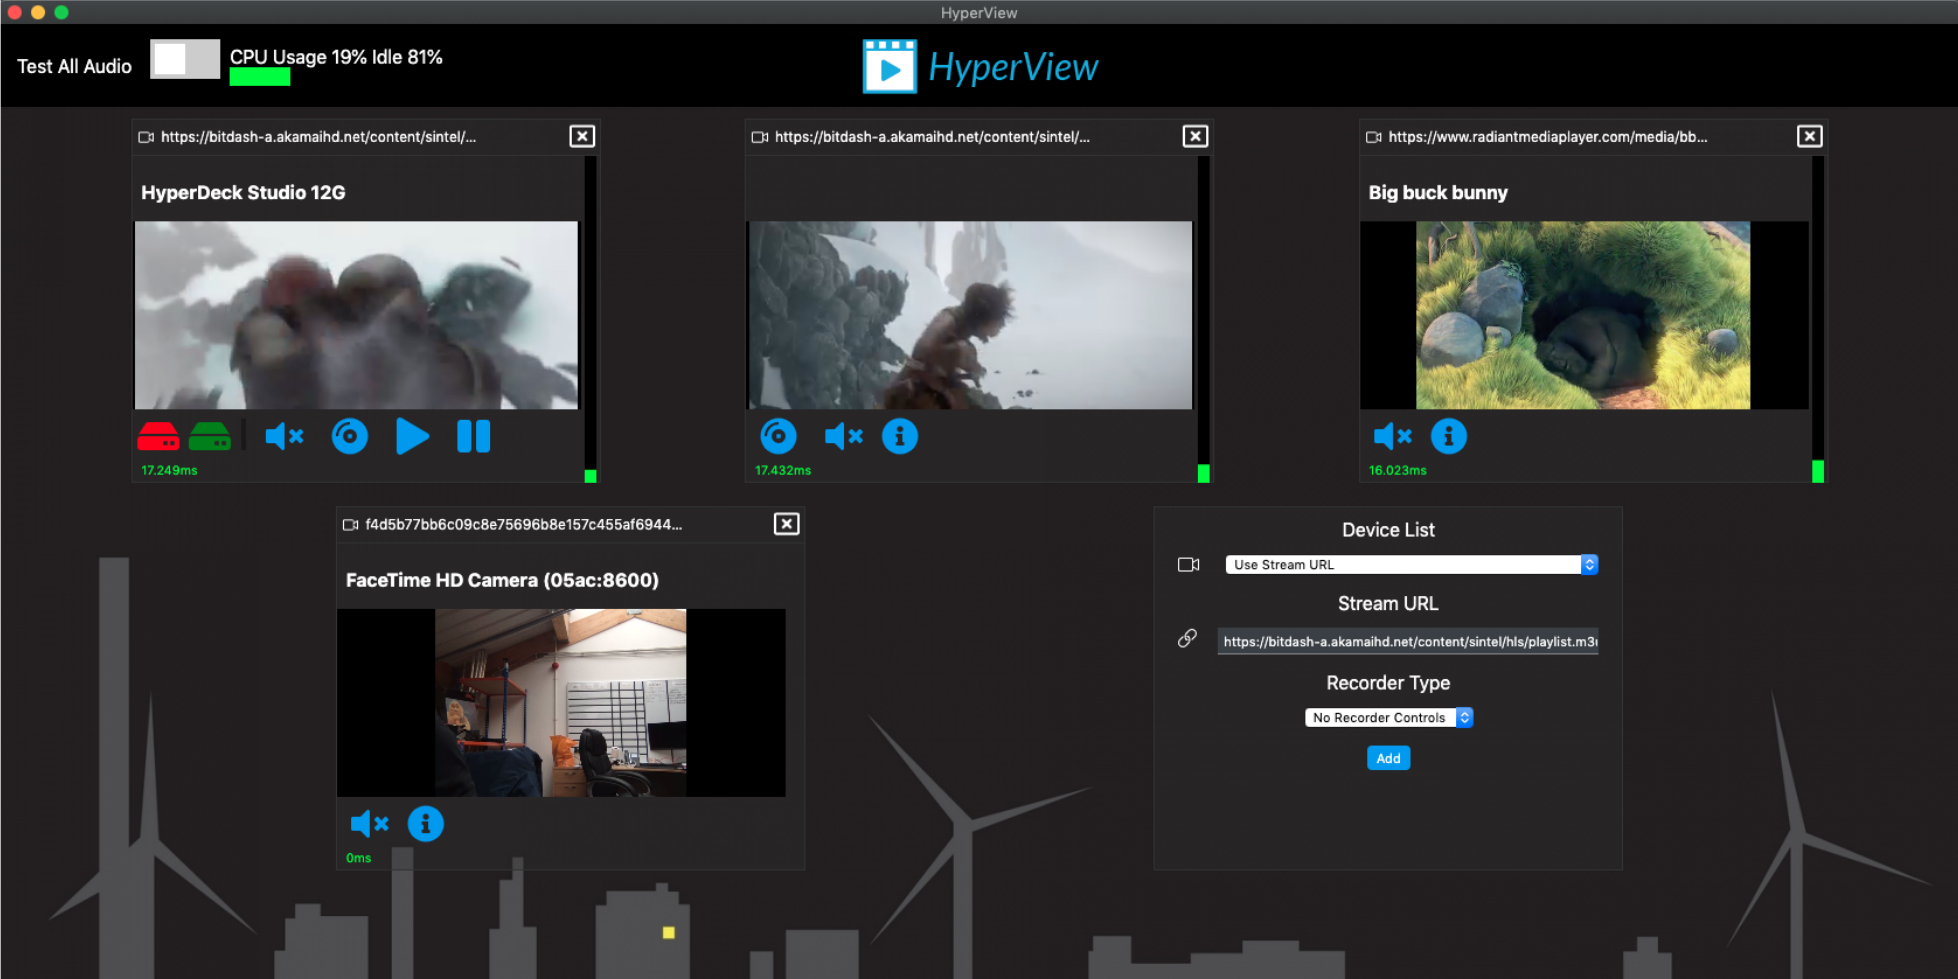 HyperView
Test All Audio
CPU Usage 19% Idle 81%
HyperView
https://bitdash-a.akamaihd.net/content/sintel/...
HyperDeck Studio 12G
17.249ms
https://bitdash-a.akamaihd.net/content/sintel/...
17.432ms
https://www.radiantmediaplayer.com/media/bb...
Big buck bunny
16.023ms
f4d5b77bb6c09c8e75696b8e157c455af6944...
FaceTime HD Camera (05ac:8600)
0ms
Device List
Use Stream URL
Stream URL
https://bitdash-a.akamaihd.net/content/sintel/hls/playlist.m3u
Recorder Type
No Recorder Controls
Add